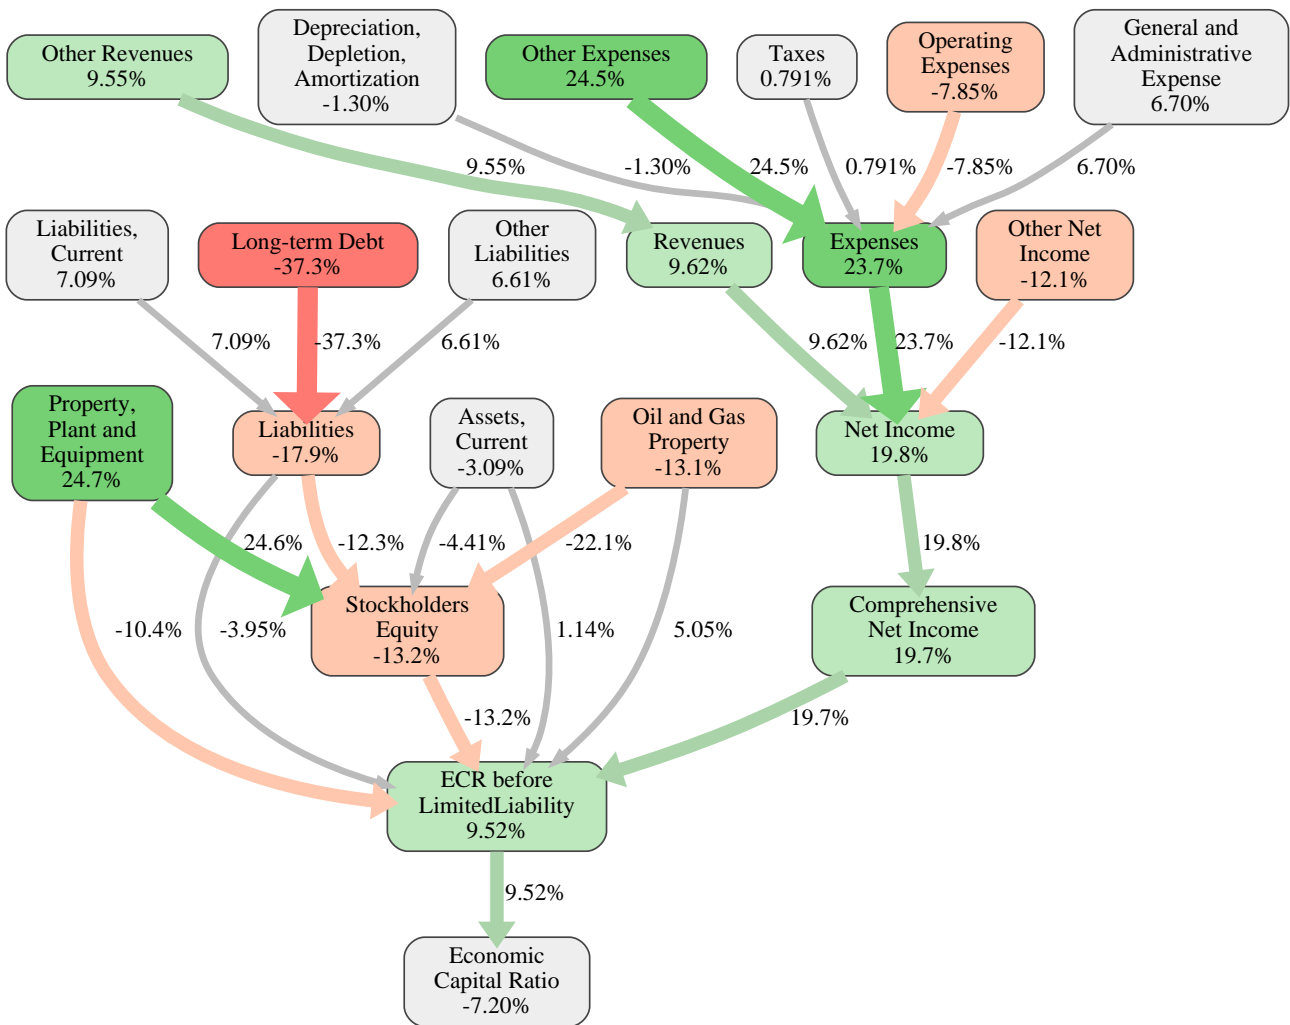 Other Revenues
9.55%
Depreciation,
Depletion,
Amortization
-1.30%
Other Expenses
24.5%
Taxes
0.791%
Operating
Expenses
-7.85%
General and
Administrative
Expense
6.70%
9.55%
-1.30%
24.5%
0.791%
-7.85%
6.70%
Liabilities,
Current
7.09%
Long-term Debt
-37.3%
Other
Liabilities
6.61%
Revenues
9.62%
Expenses
23.7%
Other Net
Income
-12.1%
7.09%
-37.3%
6.61%
9.62%
23.7%
-12.1%
Property,
Plant and
Equipment
24.7%
Liabilities
-17.9%
Assets,
Current
-3.09%
Oil and Gas
Property
-13.1%
Net Income
19.8%
24.6%
-12.3%
-4.41%
-22.1%
19.8%
-10.4%
-3.95%
Stockholders
Equity
-13.2%
1.14%
5.05%
Comprehensive
Net Income
19.7%
-13.2%
19.7%
ECR before
LimitedLiability
9.52%
9.52%
Economic
Capital Ratio
-7.20%